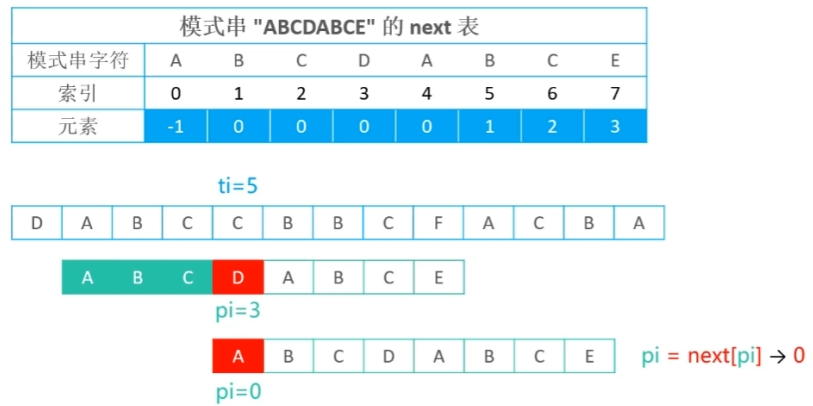 模式串 "ABCDABCE" 的 next 表
模式串字符 A B C D A B C E
索引 0 1 2 3 4 5 6 7
元素 -1 0 0 0 0 1 2 3
ti=5
D A B C C B B C F A C B A
A B C D A B C E
pi=3
A B C D A B C E pi = next[pi] → 0
pi=0